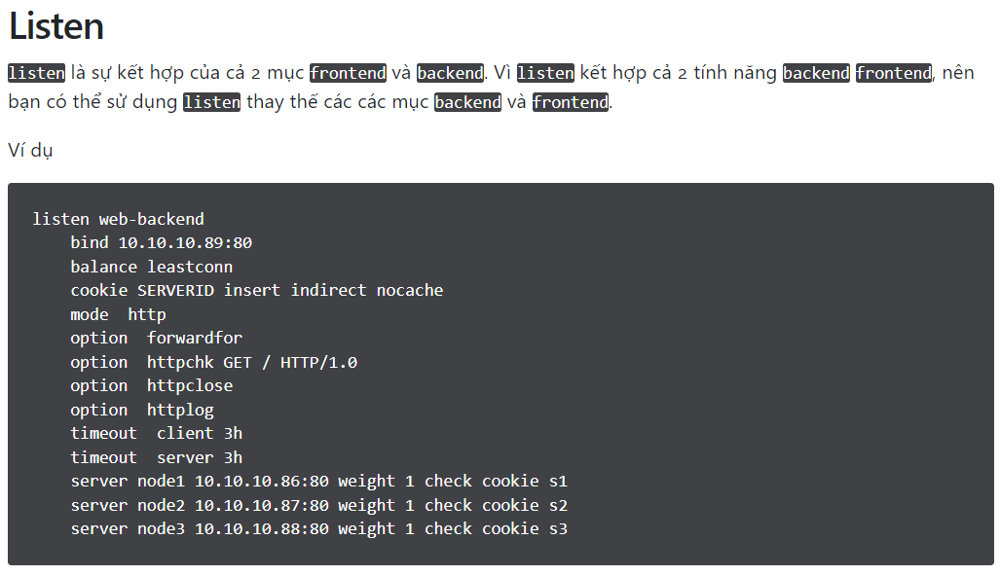 Listen
listen là sự kết hợp của cả 2 mục frontend và backend. Vì listen kết hợp cả 2 tính năng backend frontend, nên
bạn có thể sử dụng listen thay thế các các mục backend và frontend.
Ví dụ
listen web-backend
    bind 10.10.10.89:80
    balance leastconn
    cookie SERVERID insert indirect nocache
    mode  http
    option  forwardfor
    option  httpchk GET / HTTP/1.0
    option  httpclose
    option  httplog
    timeout  client 3h
    timeout  server 3h
    server node1 10.10.10.86:80 weight 1 check cookie s1
    server node2 10.10.10.87:80 weight 1 check cookie s2
    server node3 10.10.10.88:80 weight 1 check cookie s3